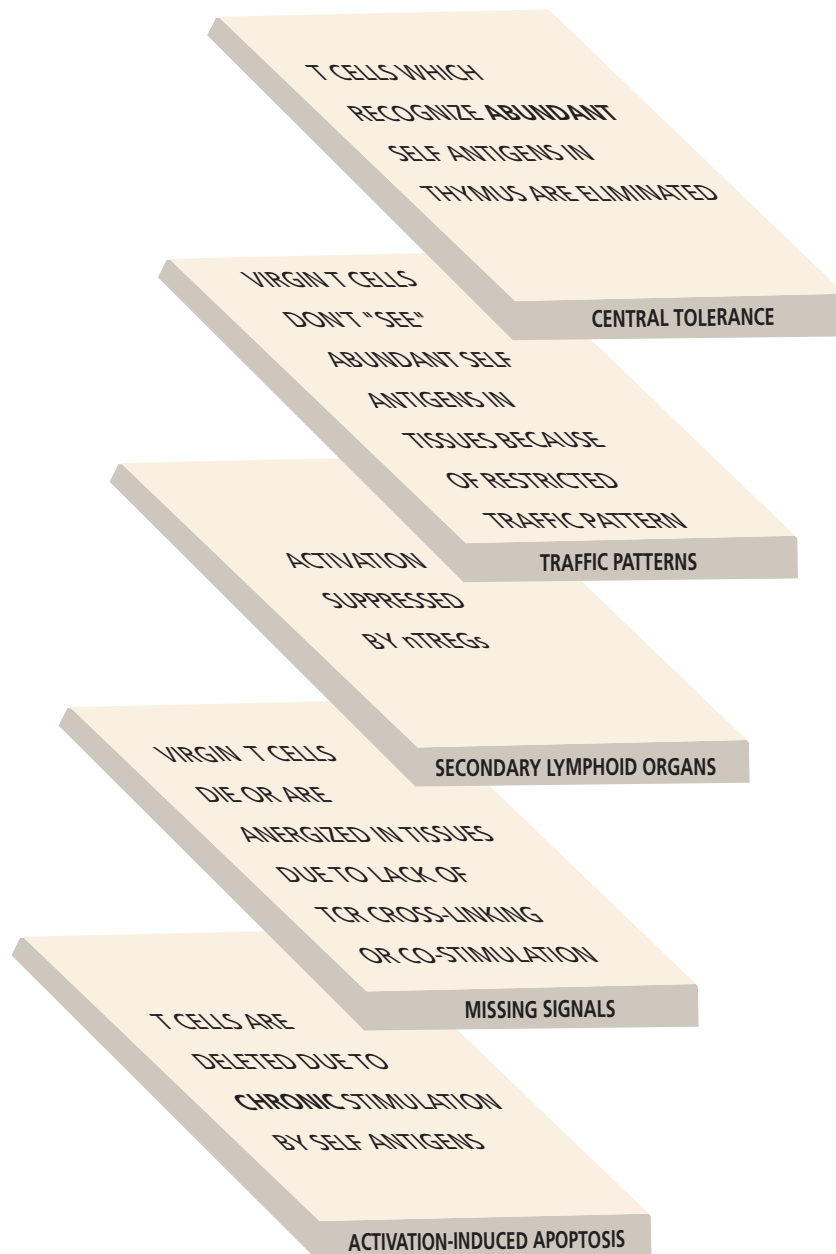 T CELLS WHICH
RECOGNIZE ABUNDANT
SELF ANTIGENS IN
THYMUS ARE ELIMINATED
CENTRAL TOLERANCE
VIRGIN T CELLS
DON'T "SEE"
ABUNDANT SELF
ANTIGENS IN
TISSUES BECAUSE
OF RESTRICTED
TRAFFIC PATTERN
TRAFFIC PATTERNS
ACTIVATION
SUPPRESSED
BY nTREGs
SECONDARY LYMPHOID ORGANS
VIRGIN T CELLS
DIE OR ARE
ANERGIZED IN TISSUES
DUE TO LACK OF
TCR CROSS-LINKING
OR CO-STIMULATION
MISSING SIGNALS
T CELLS ARE
DELETED DUE TO
CHRONIC STIMULATION
BY SELF ANTIGENS
ACTIVATION-INDUCED APOPTOSIS